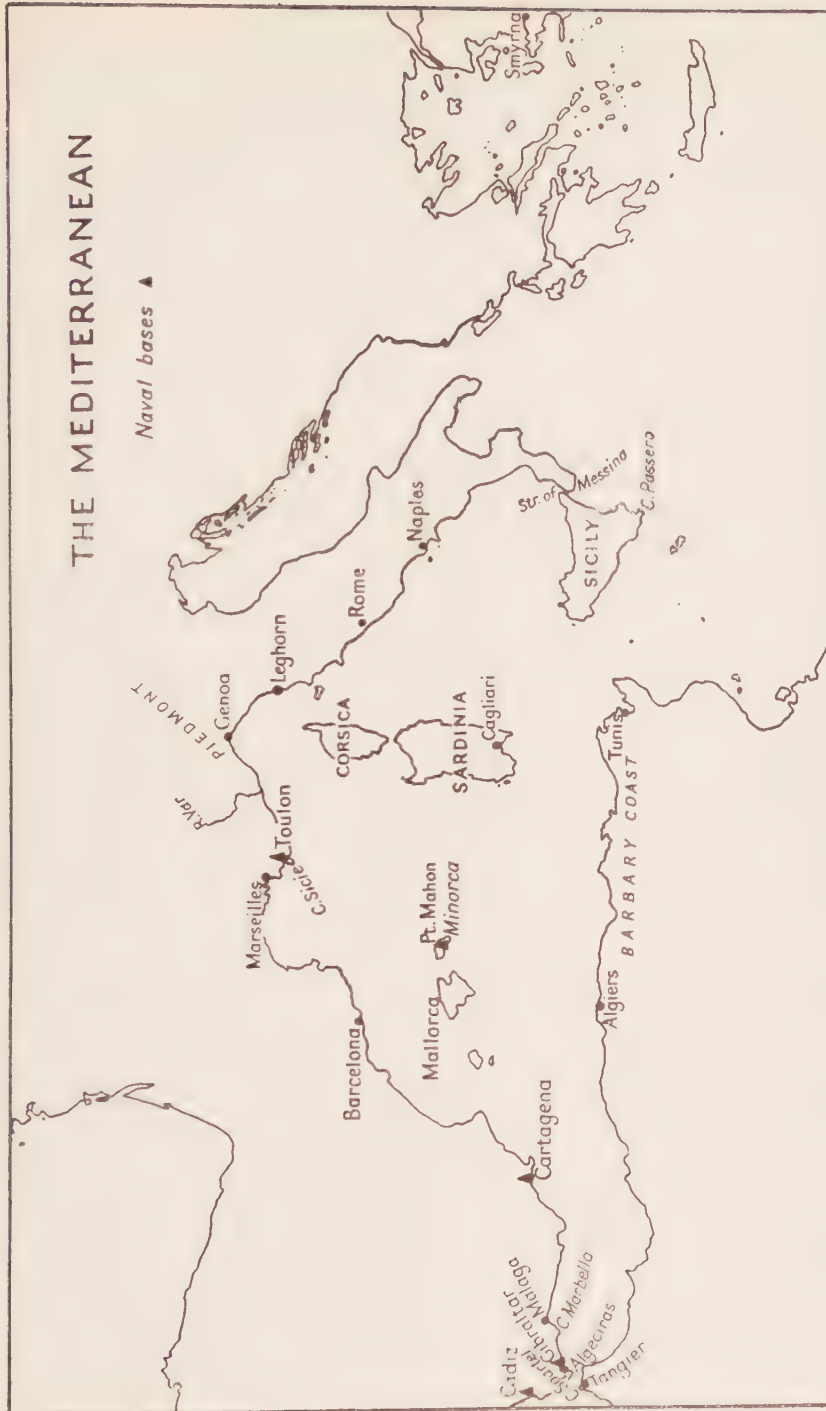 THE MEDITERRANEAN
Naval bases
Smyrna
PIEDMONT
R. Var
Genoa
Leghorn
Marseilles
Toulon
C. Sicie
CORSICA
Rome
Naples
Barcelona
Pt. Mahon
Minorca
Mallorca
SARDINIA
Cagliari
Str. of Messina
SICILY
C. Passero
Cartagena
Malaga
C. Marbella
Gibraltar
Algeciras
C. Spartel
Cadiz
Tangier
Algiers
BARBARY COAST
Tunis